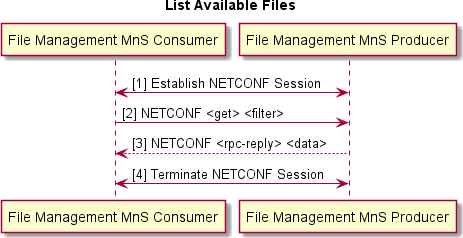 List Available Files
File Management MnS Consumer
File Management MnS Producer
[1] Establish NETCONF Session
[2] NETCONF <get> <filter>
[3] NETCONF <rpc-reply> <data>
[4] Terminate NETCONF Session
File Management MnS Consumer
File Management MnS Producer